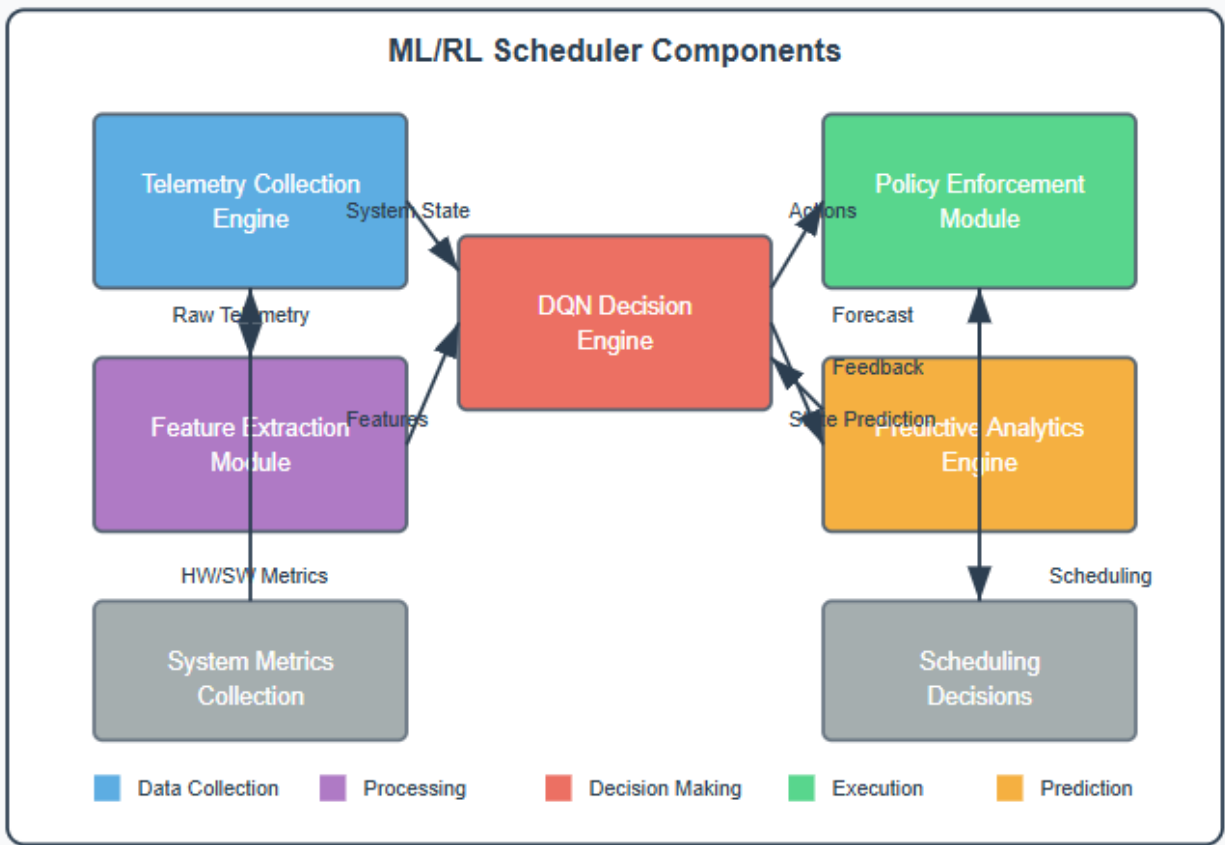 ML/RL Scheduler Components
Telemetry Collection
Engine
Policy Enforcement
Module
System State
Actions
DQN Decision
Engine
Raw Telemetry
Forecast
Feedback
Feature Extraction
Module
Features
State Prediction
Predictive Analytics
Engine
HW/SW Metrics
Scheduling
System Metrics
Collection
Scheduling
Decisions
Data Collection
Processing
Decision Making
Execution
Prediction